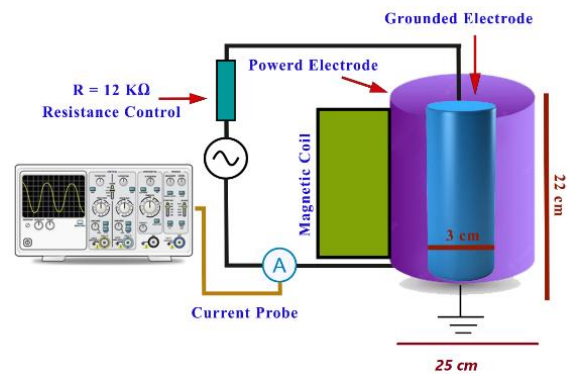 Grounded Electrode
Powerd Electrode
R = 12 KΩ
Resistance Control
Magnetic Coil
3 cm
22 cm
A
Current Probe
25 cm